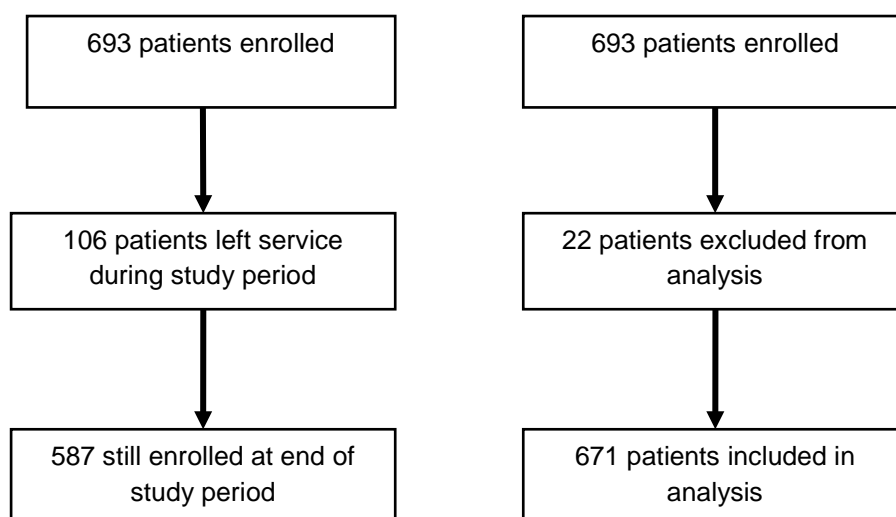 693 patients enrolled
106 patients left service
during study period
587 still enrolled at end of
study period
693 patients enrolled
22 patients excluded from
analysis
671 patients included in
analysis